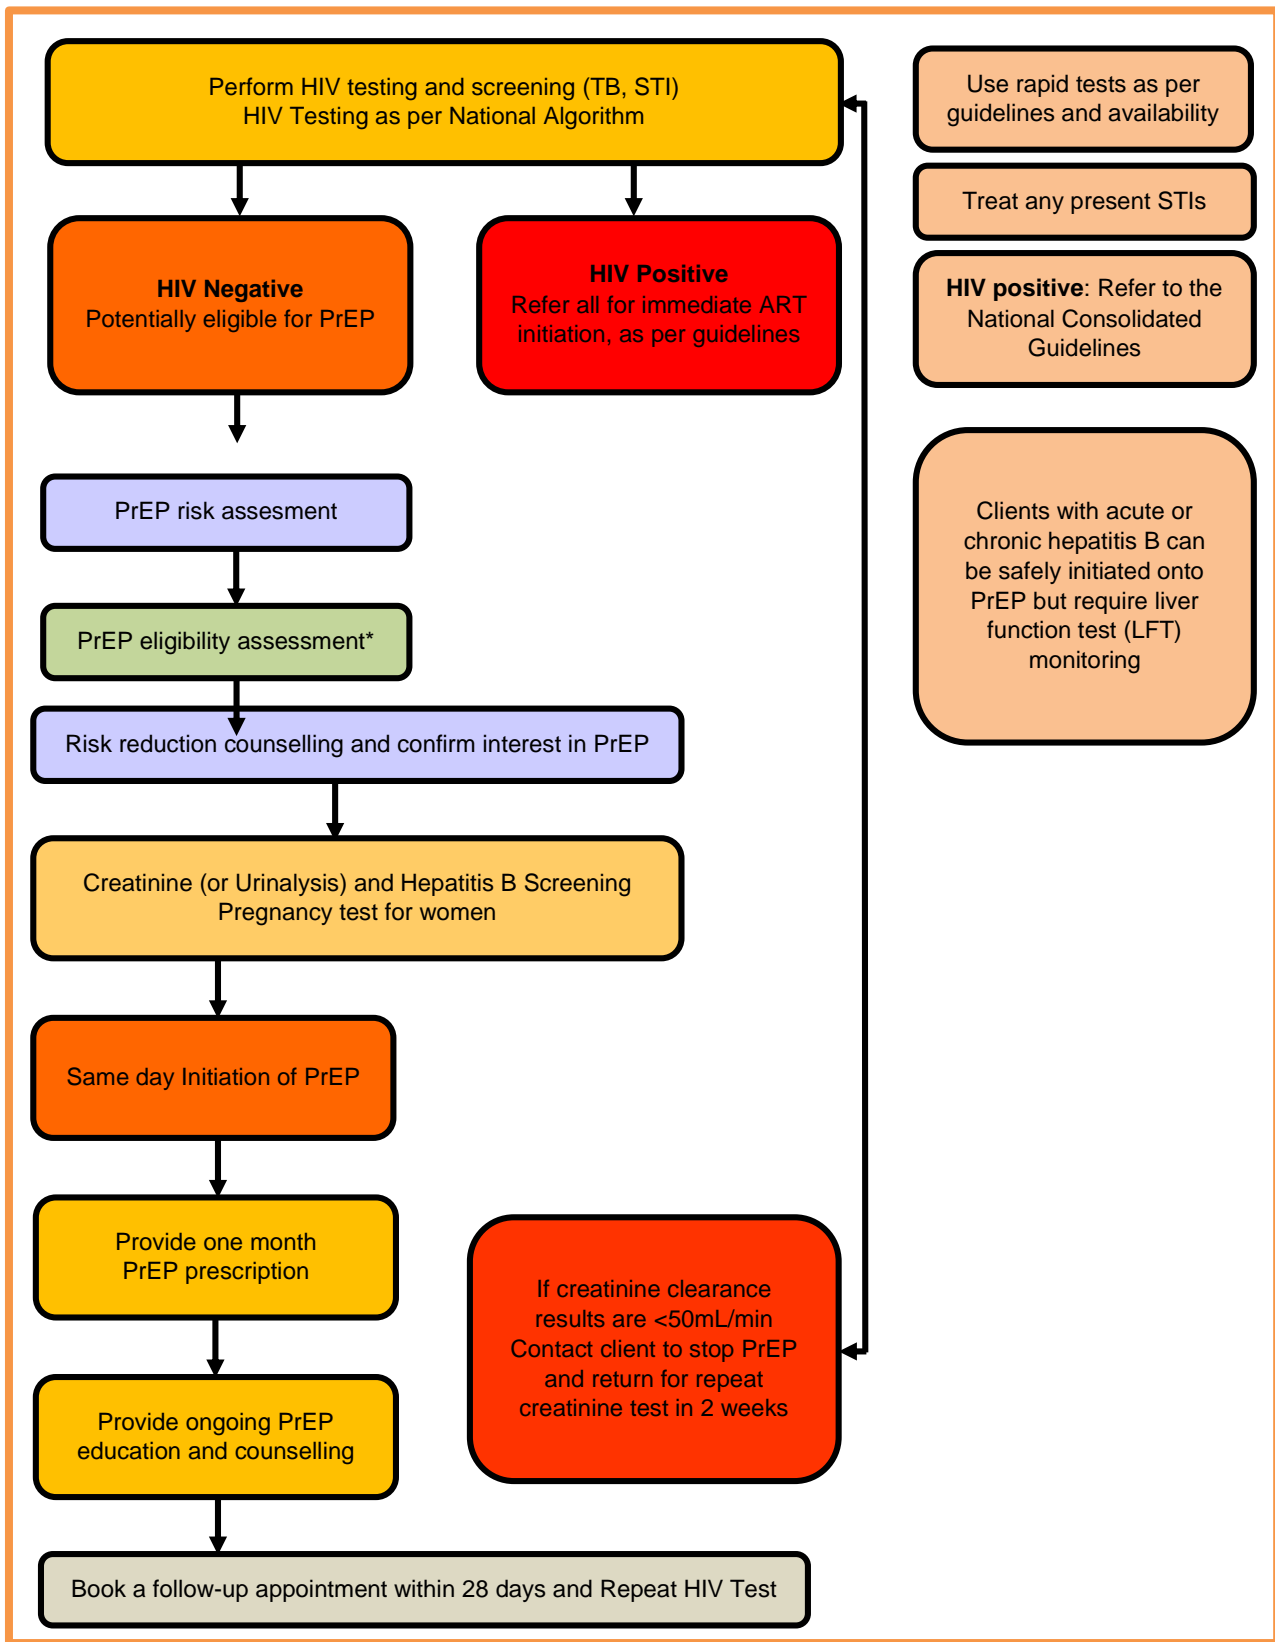 Perform HIV testing and screening (TB, STI)
HIV Testing as per National Algorithm
Use rapid tests as per
guidelines and availability
Treat any present STIs
HIV Negative
Potentially eligible for PrEP
HIV Positive
Refer all for immediate ART
initiation, as per guidelines
HIV positive: Refer to the
National Consolidated
Guidelines
PrEP risk assesment
PrEP eligibility assessment*
Risk reduction counselling and confirm interest in PrEP
Clients with acute or
chronic hepatitis B can
be safely initiated onto
PrEP but require liver
function test (LFT)
monitoring
Creatinine (or Urinalysis) and Hepatitis B Screening
Pregnancy test for women
Same day Initiation of PrEP
Provide one month
PrEP prescription
If creatinine clearance
results are <50mL/min
Contact client to stop PrEP
and return for repeat
creatinine test in 2 weeks
Provide ongoing PrEP
education and counselling
Book a follow-up appointment within 28 days and Repeat HIV Test